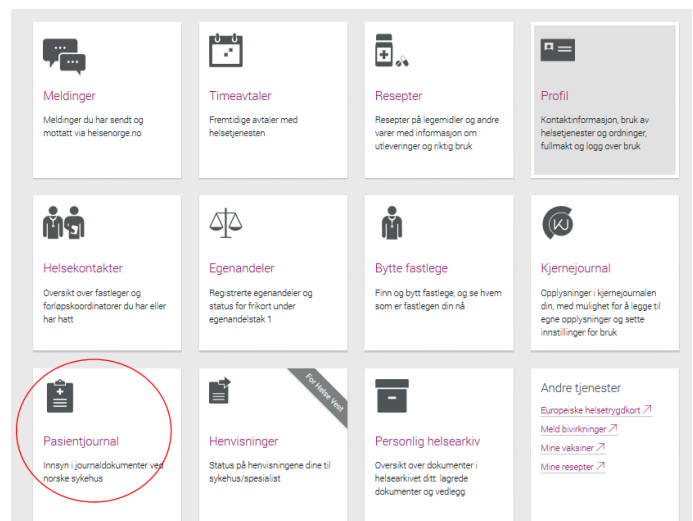 Meldinger
Meldinger du har sendt og
mottatt via helsenorge.no
Timeavtaler
Fremtidige avtaler med
helsetjenesten
Resepter
Resepter på legemidler og andre
varer med informasjon om
utleveringer og riktig bruk
Profil
Kontaktinformasjon, bruk av
helsetjenester og ordninger,
fullmakt og logg over bruk
Helsekontakter
Oversikt over fastleger og
forløpskoordinatorer du har eller
har hatt
Egenandeler
Registrerte egenandeler og
status for frikort under
egenandelstak 1
Bytte fastlege
Finn og bytt fastlege, og se hvem
som er fastlegen din nå
KJ
Kjernejournal
Opplysninger i kjernejournalen
din, med mulighet for å legge til
egne opplysninger og sette
innstillinger for bruk
Pasientjournal
Innsyn i journaldokumenter ved
norske sykehus
For Helse Vest
Henvisninger
Status på henvisningene dine til
sykehus/spesialist
Personlig helsearkiv
Oversikt over dokumenter i
helsearkivet ditt: lagrede
dokumenter og vedlegg
Andre tjenester
Europeiske helsetrygdkort
Meld bivirkninger
Mine vaksiner
Mine resepter